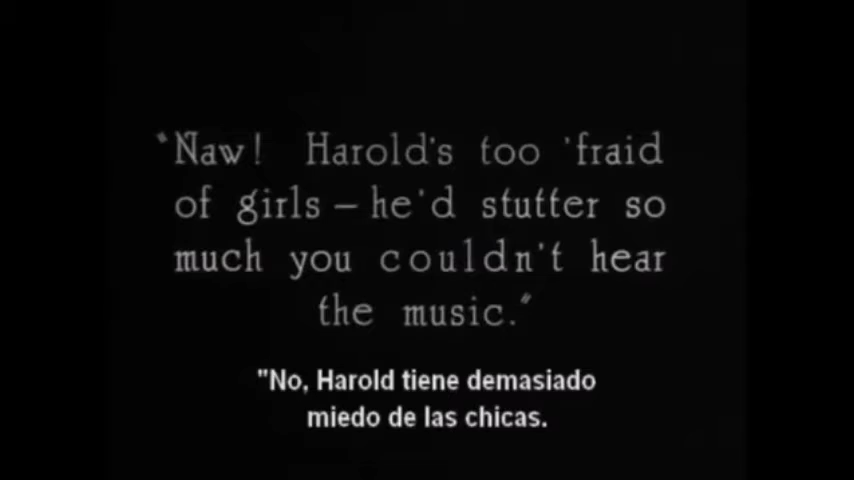 "Naw! Harold's too 'fraid
of girls – he'd stutter so
much you couldn't hear
the music."
"No, Harold tiene demasiado
miedo de las chicas.